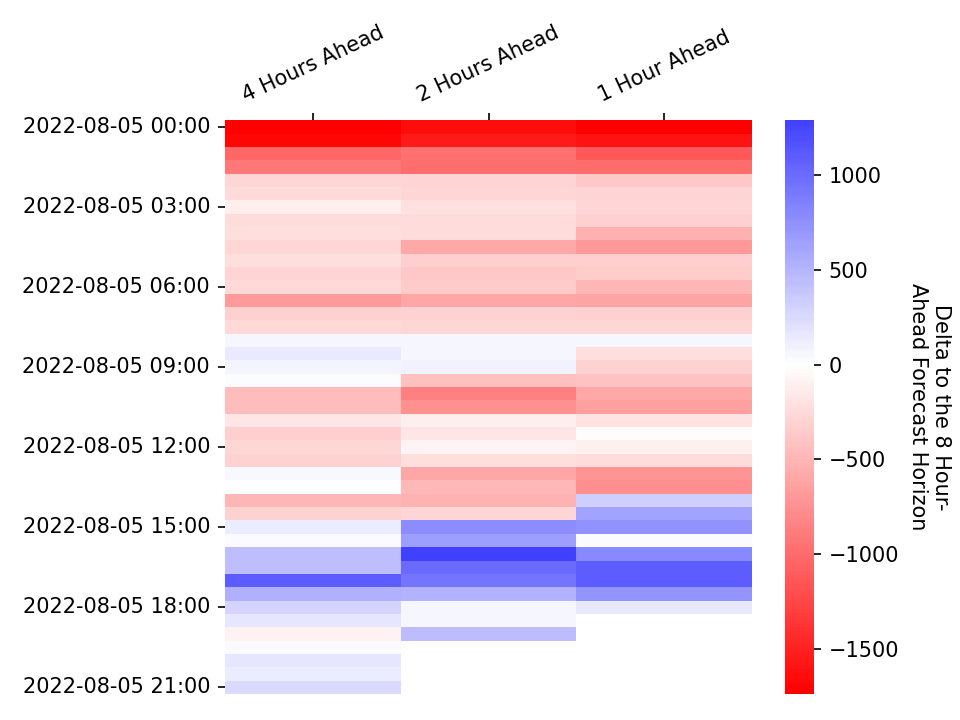 4 Hours Ahead
2 Hours Ahead
1 Hour Ahead
2022-08-05 00:00
2022-08-05 03:00
2022-08-05 06:00
2022-08-05 09:00
2022-08-05 12:00
2022-08-05 15:00
2022-08-05 18:00
2022-08-05 21:00
1000
500
0
−500
−1000
−1500
Delta to the 8 Hour-
Ahead Forecast Horizon